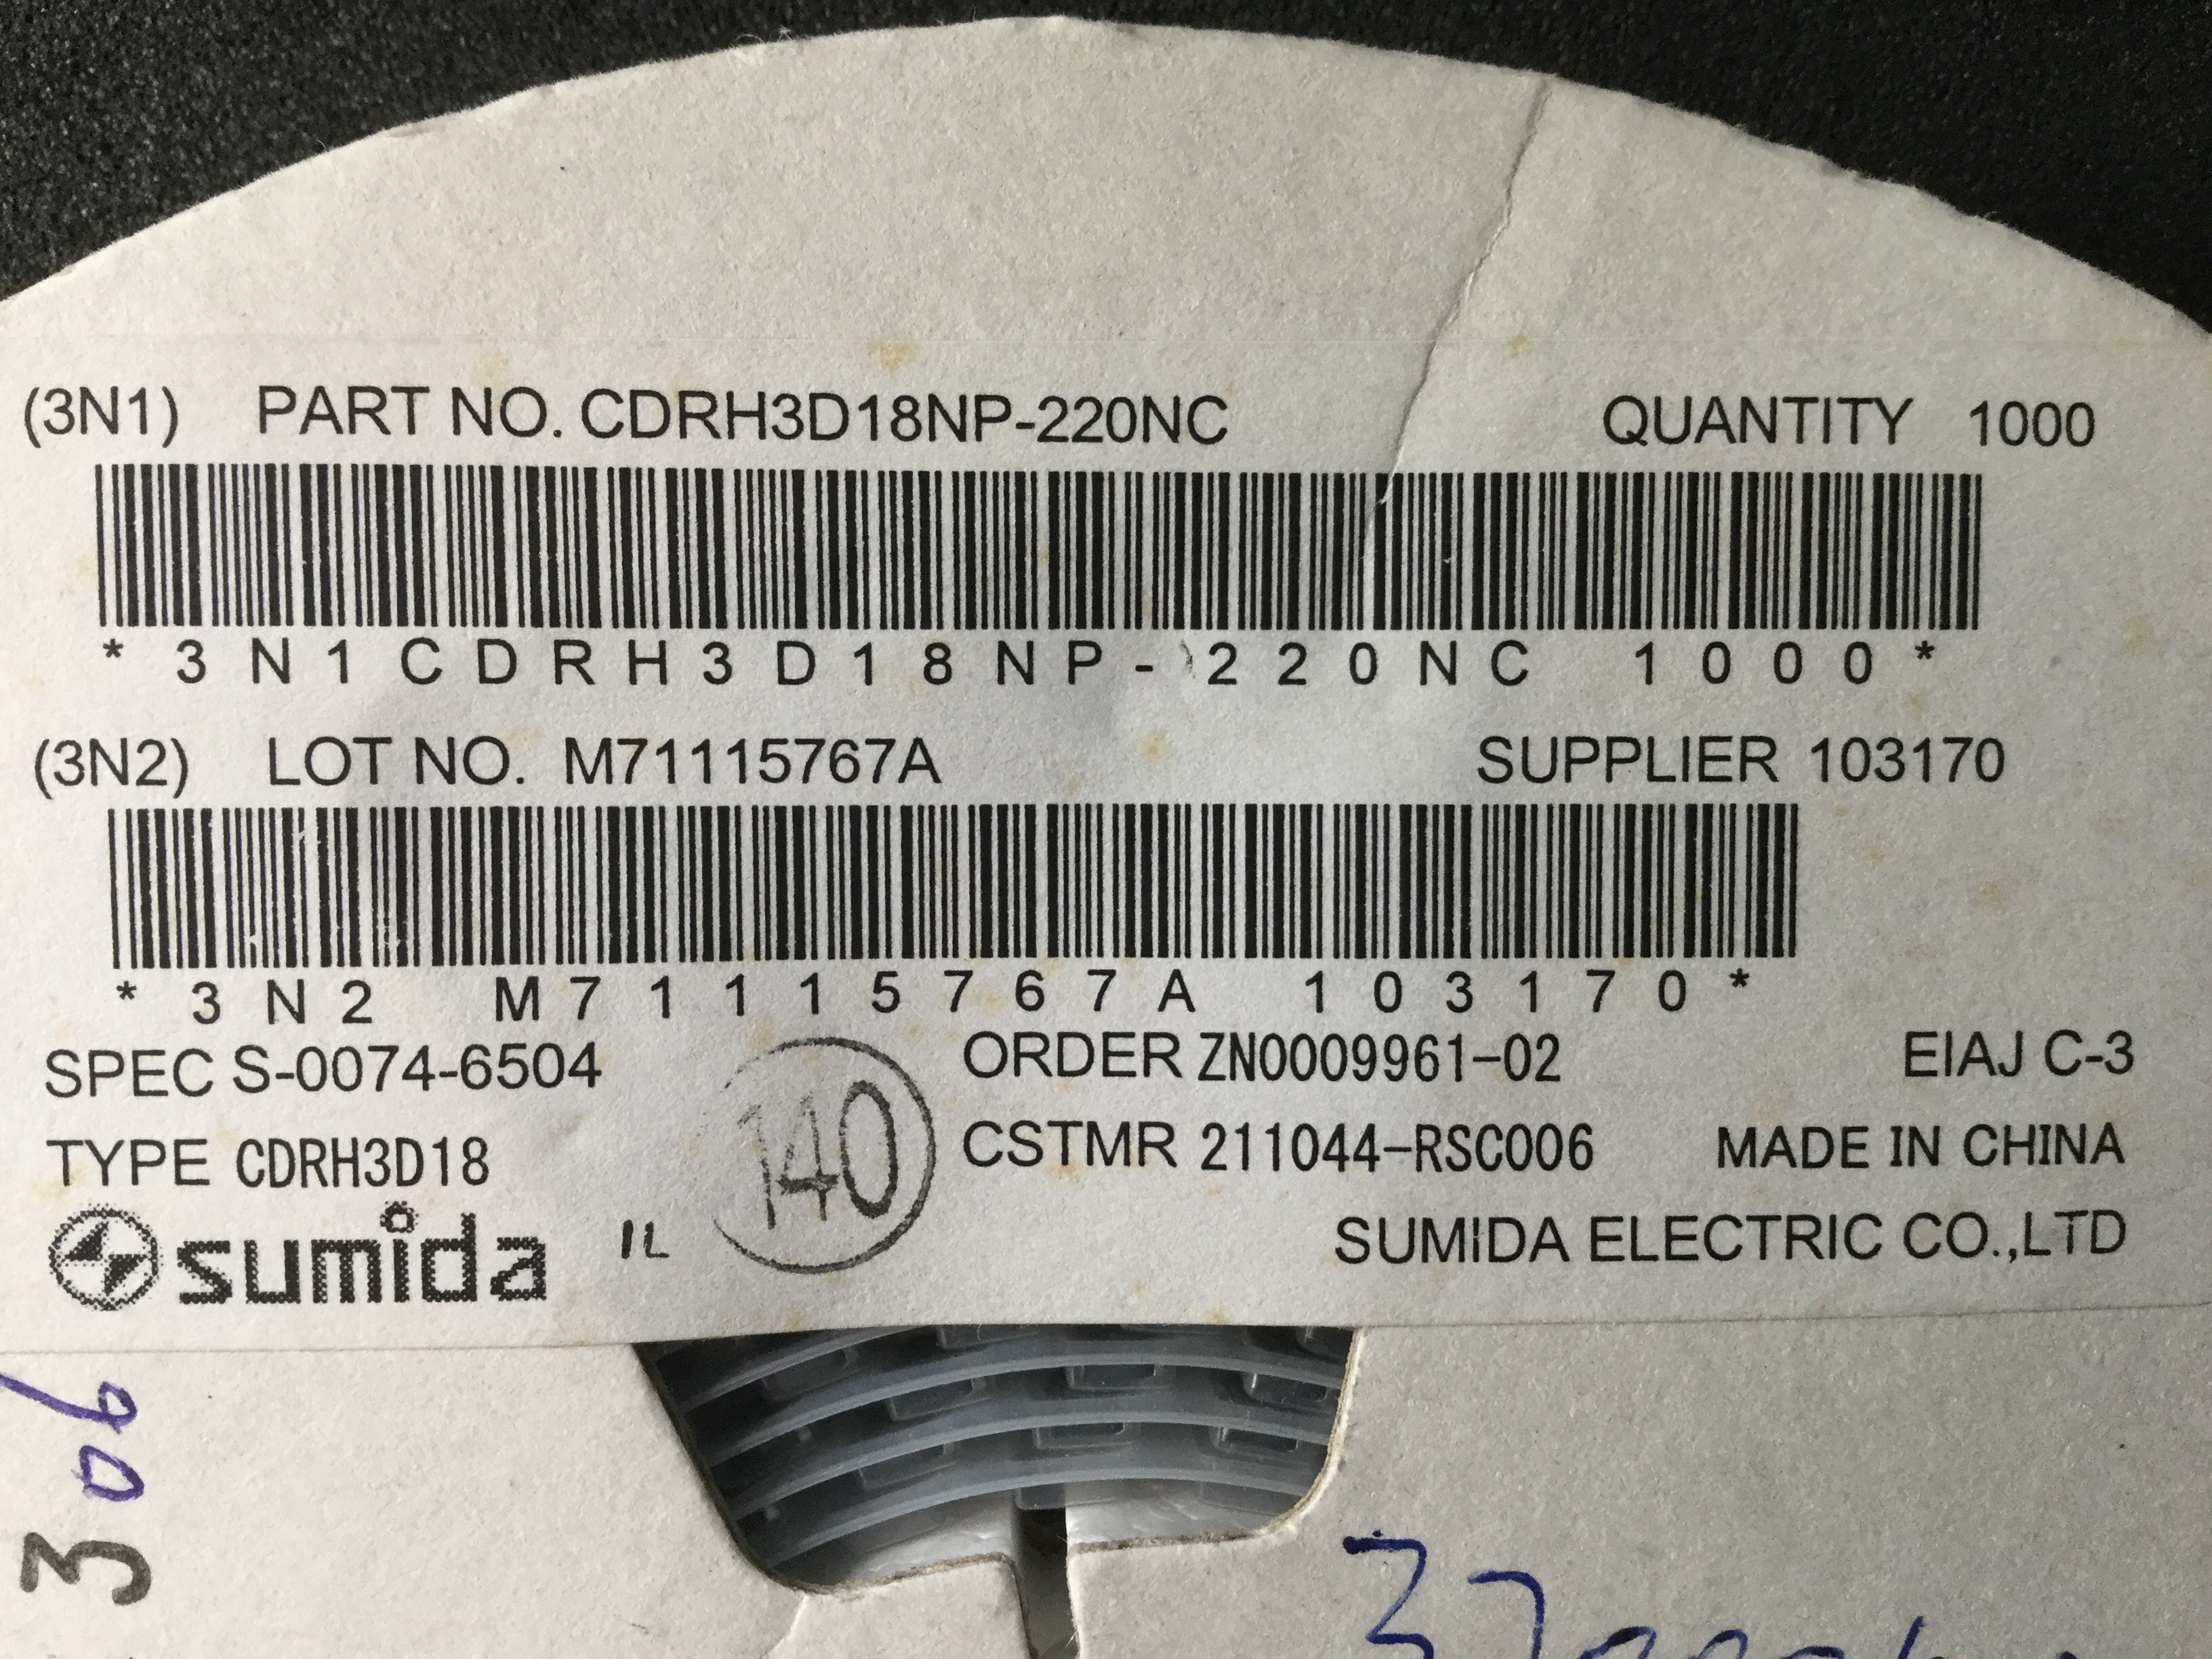 (3N1) PART NO. CDRH3D18NP-220NC QUANTITY 1000
*3N1CDRH3D18NP-220NC 1000*
(3N2) LOT NO. M71115767A SUPPLIER 103170
*3N2 M71115767A 103170*
SPEC S-0074-6504 ORDER ZN0009961-02 EIAJ C-3
TYPE CDRH3D18 140 CSTMR 211044-RSC006 MADE IN CHINA
sumida IL SUMIDA ELECTRIC CO.,LTD
306